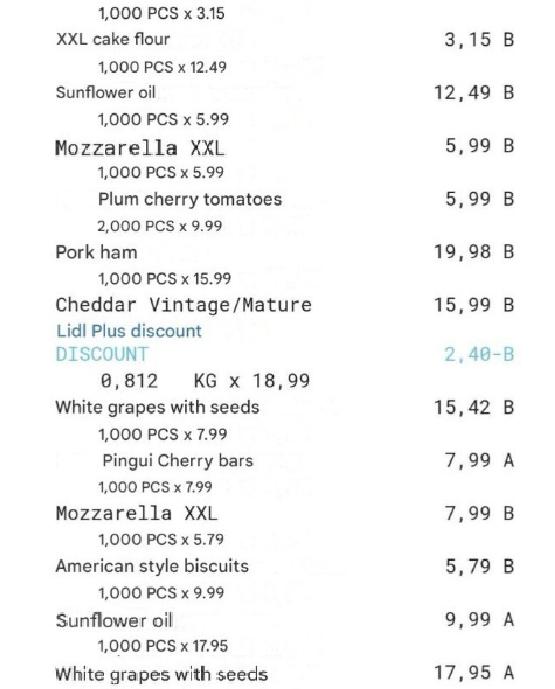 1,000 PCS x 3.15
XXL cake flour 3,15 B
1,000 PCS x 12.49
Sunflower oil 12,49 B
1,000 PCS x 5.99
Mozzarella XXL 5,99 B
1,000 PCS x 5.99
Plum cherry tomatoes 5,99 B
2,000 PCS x 9.99
Pork ham 19,98 B
1,000 PCS x 15.99
Cheddar Vintage/Mature 15,99 B
Lidl Plus discount
DISCOUNT 2,40-B
0,812 KG x 18,99
White grapes with seeds 15,42 B
1,000 PCS x 7.99
Pingui Cherry bars 7,99 A
1,000 PCS x 7.99
Mozzarella XXL 7,99 B
1,000 PCS x 5.79
American style biscuits 5,79 B
1,000 PCS x 9.99
Sunflower oil 9,99 A
1,000 PCS x 17.95
White grapes with seeds 17,95 A